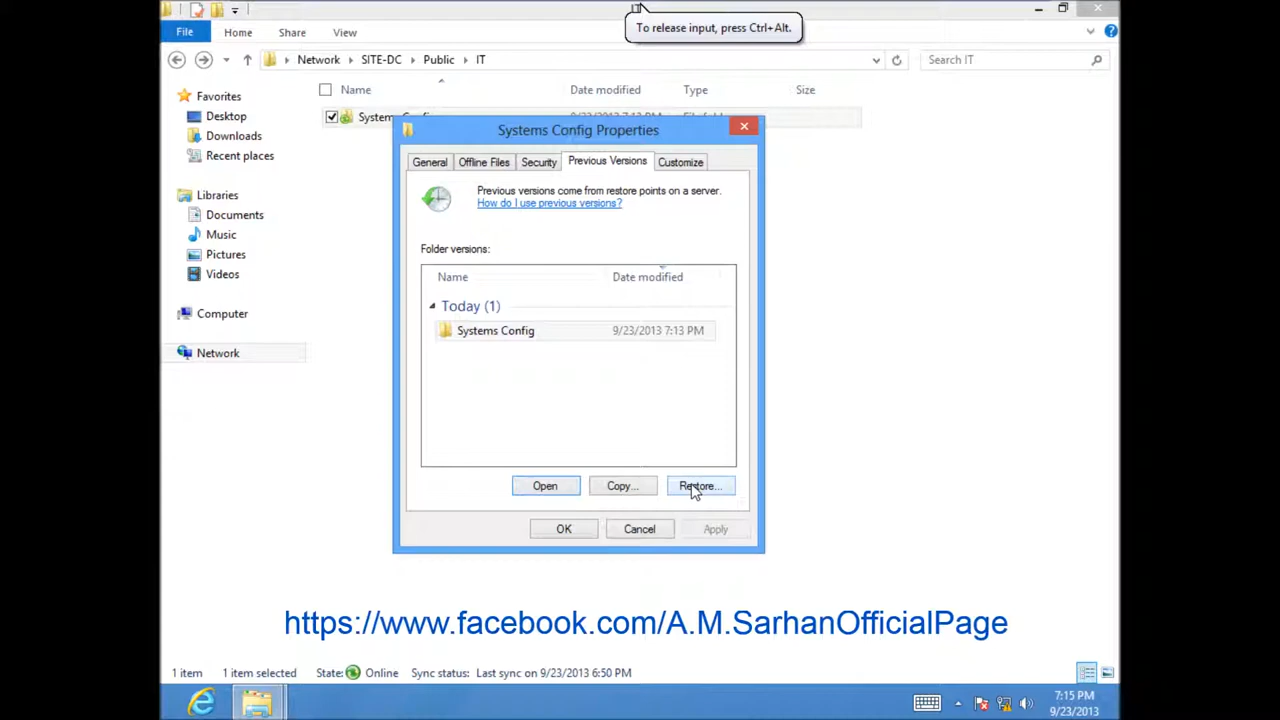 To release input, press Ctrl+Alt.
File Home Share View
Network SITE-DC Public IT
Search IT
Name Date modified Type Size
Favorites
Desktop
Downloads
Recent places
Libraries
Documents
Music
Pictures
Videos
Computer
Network
Systems Config Properties
General Offline Files Security Previous Versions Customize
Previous versions come from restore points on a server.
How do I use previous versions?
Folder versions:
Name Date modified
Today (1)
Systems Config 9/23/2013 7:13 PM
Open Copy... Restore...
OK Cancel Apply
https://www.facebook.com/A.M.SarhanOfficialPage
1 item 1 item selected State: Online Sync status: Last sync on 9/23/2013 6:50 PM
7:15 PM
9/23/2013